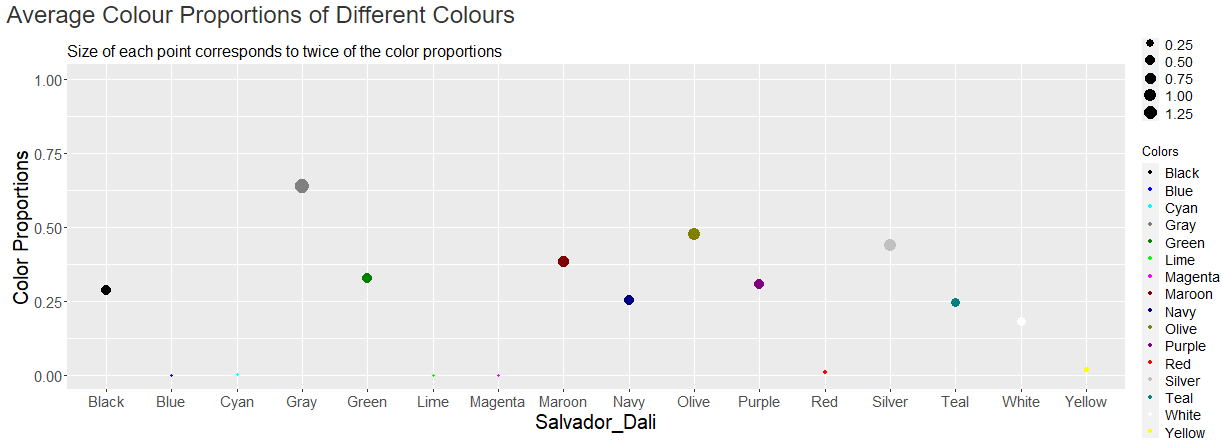 Average Colour Proportions of Different Colours
Size of each point corresponds to twice of the color proportions
Color Proportions
1.00
0.75
0.50
0.25
0.00
Black Blue Cyan Gray Green Lime Magenta Maroon Navy Olive Purple Red Silver Teal White Yellow
Salvador_Dali
0.25
0.50
0.75
1.00
1.25
Colors
Black
Blue
Cyan
Gray
Green
Lime
Magenta
Maroon
Navy
Olive
Purple
Red
Silver
Teal
White
Yellow